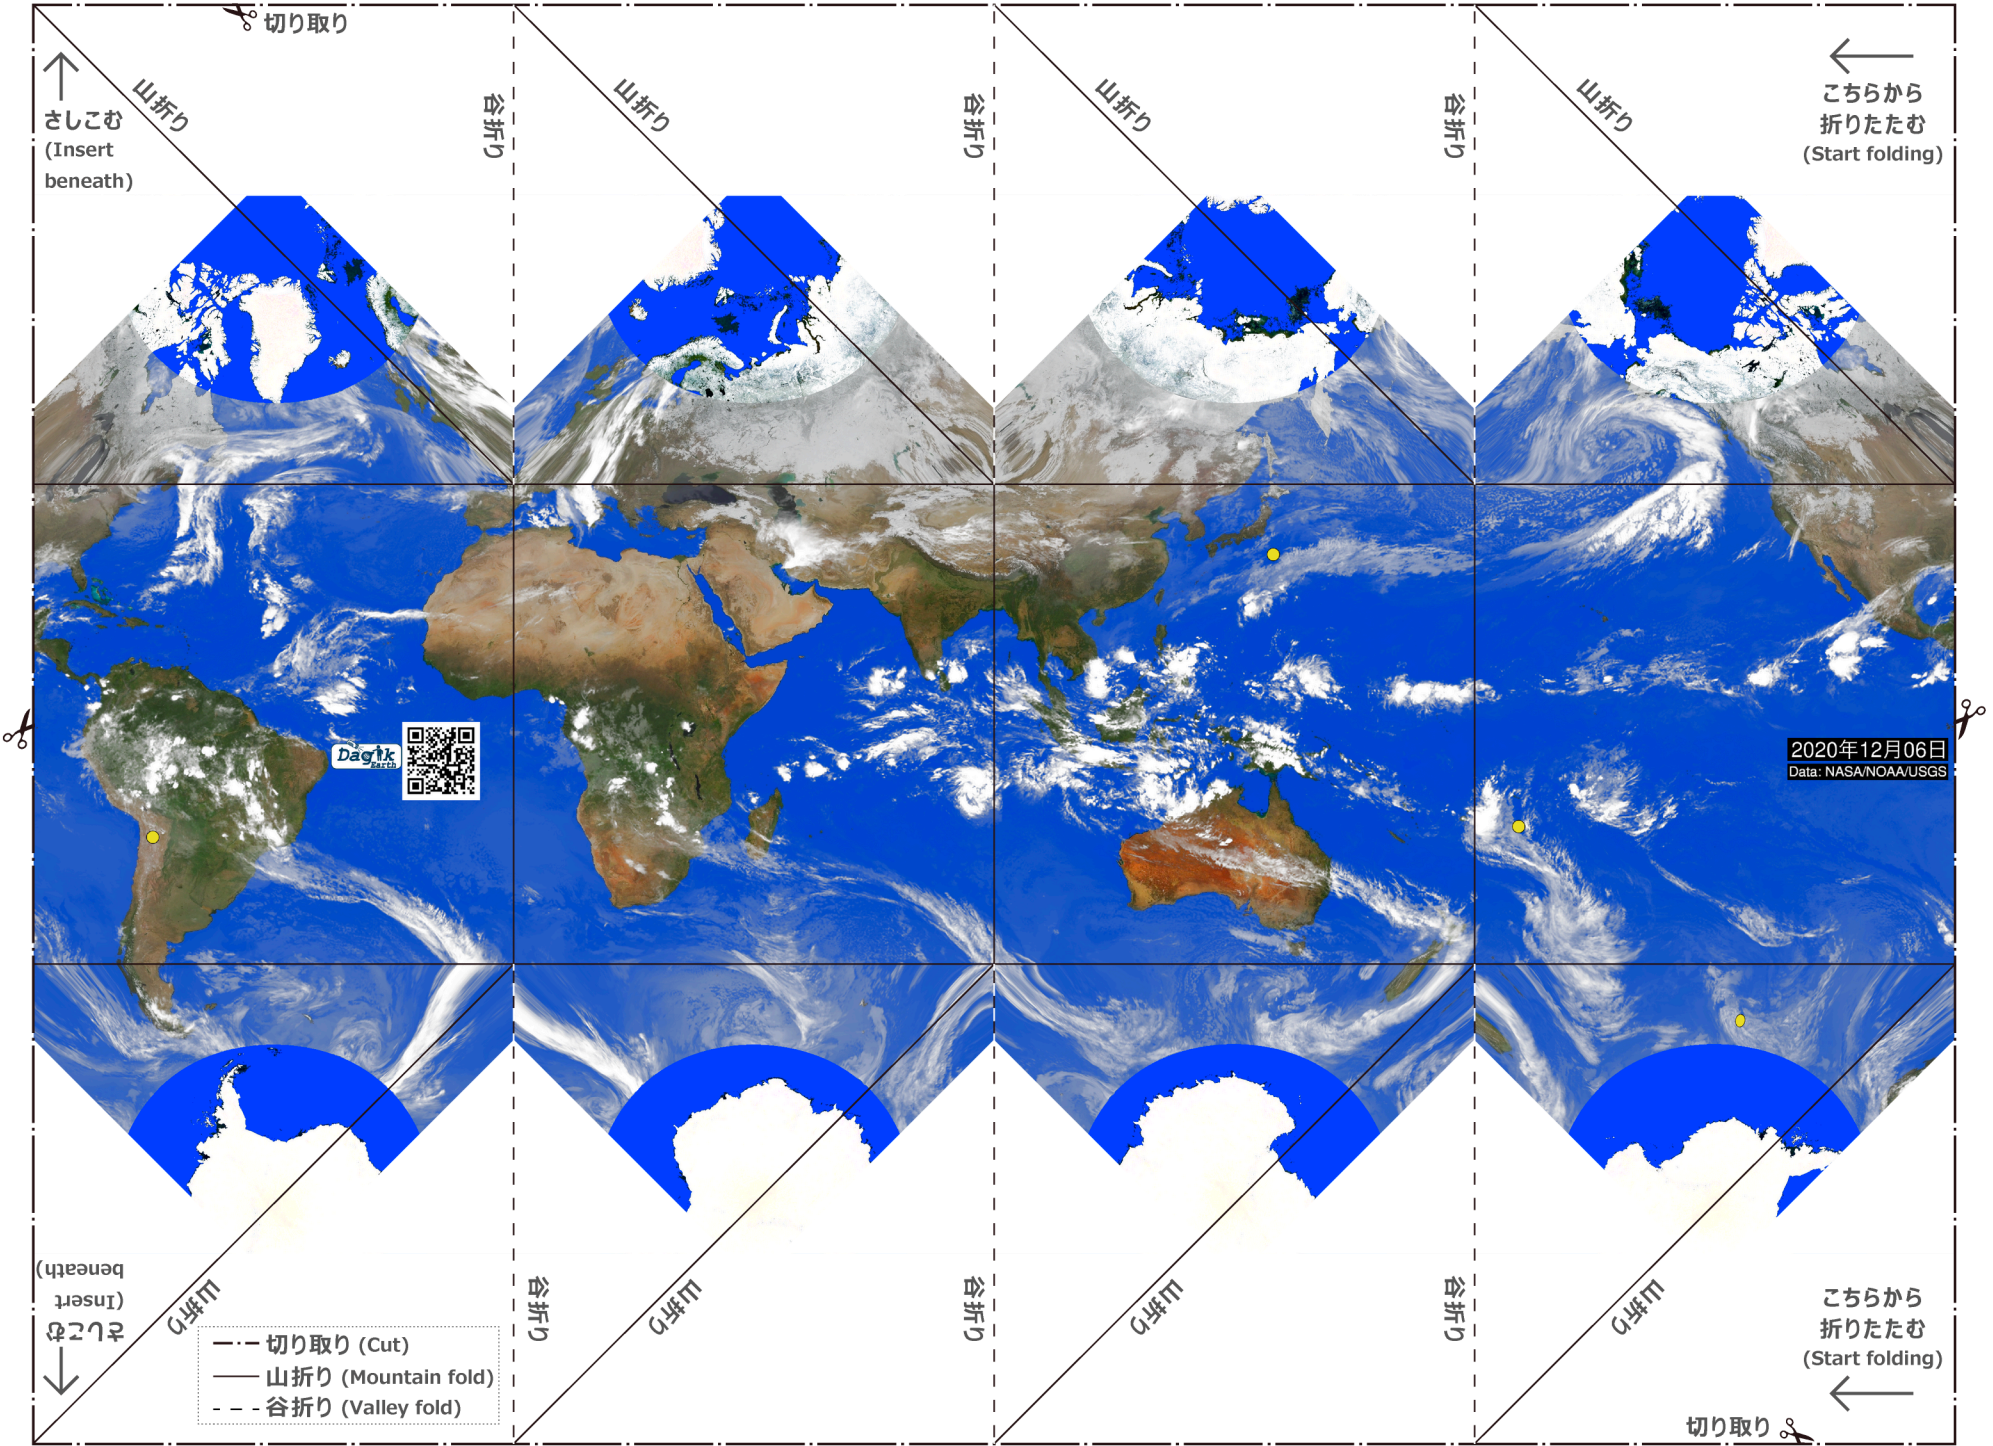 切り取り
さしこむ
(Insert
beneath)
山折り
谷折り
山折り
谷折り
山折り
谷折り
山折り
こちらから
折りたたむ
(Start folding)
Dagik
Earth
2020年12月06日
Data: NASA/NOAA/USGS
さしこむ
(Insert
beneath)
山折り
谷折り
山折り
谷折り
山折り
谷折り
山折り
こちらから
折りたたむ
(Start folding)
切り取り (Cut)
山折り (Mountain fold)
谷折り (Valley fold)
切り取り